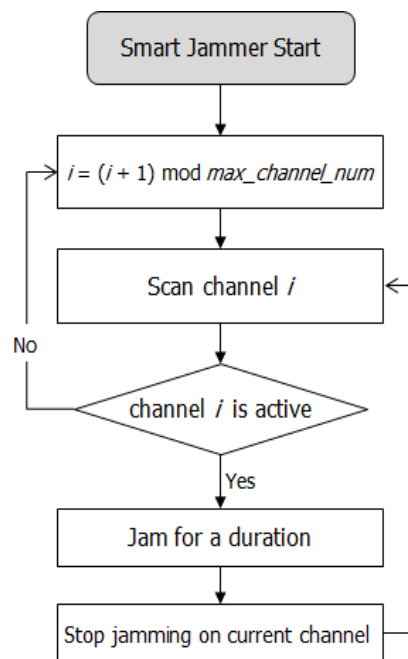 Smart Jammer Start
i = (i + 1) mod max_channel_num
Scan channel i
No
channel i is active
Yes
Jam for a duration
Stop jamming on current channel